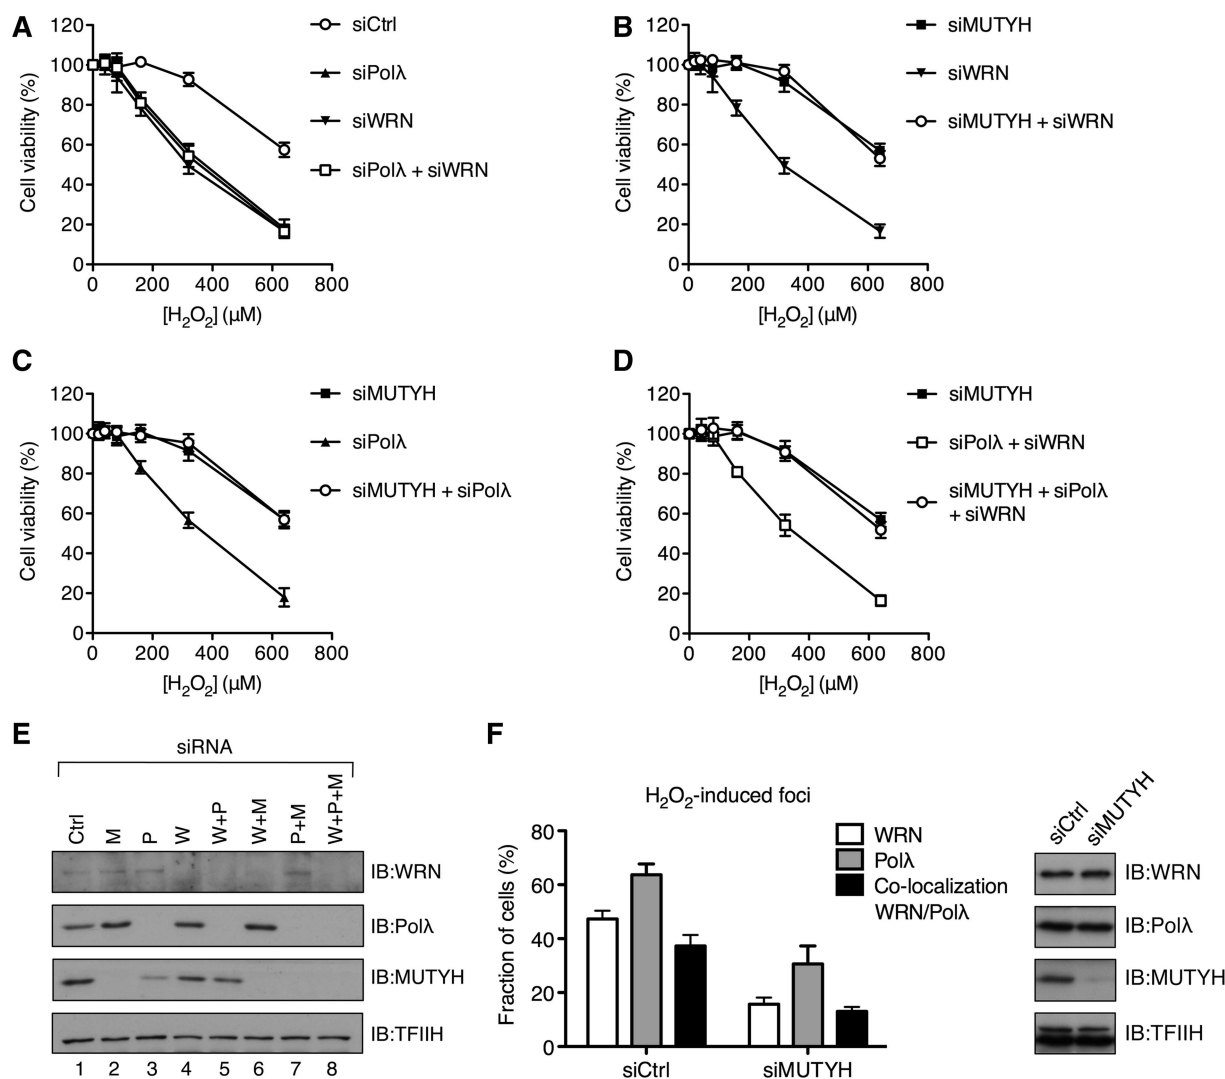 A
120
100
80
60
40
20
0
Cell viability (%)
0 200 400 600 800
[H₂O₂] (μM)
siCtrl
siPolλ
siWRN
siPolλ + siWRN
B
120
100
80
60
40
20
0
Cell viability (%)
0 200 400 600 800
[H₂O₂] (μM)
siMUTYH
siWRN
siMUTYH + siWRN
C
120
100
80
60
40
20
0
Cell viability (%)
0 200 400 600 800
[H₂O₂] (μM)
siMUTYH
siPolλ
siMUTYH + siPolλ
D
120
100
80
60
40
20
0
Cell viability (%)
0 200 400 600 800
[H₂O₂] (μM)
siMUTYH
siPolλ + siWRN
siMUTYH + siPolλ
+ siWRN
E
siRNA
Ctrl M P W W+P W+M P+M W+P+M
IB:WRN
IB:Polλ
IB:MUTYH
IB:TFIIH
1 2 3 4 5 6 7 8
F
H₂O₂-induced foci
80
60
40
20
0
Fraction of cells (%)
siCtrl siMUTYH
WRN
Polλ
Co-localization
WRN/Polλ
siCtrl siMUTYH
IB:WRN
IB:Polλ
IB:MUTYH
IB:TFIIH